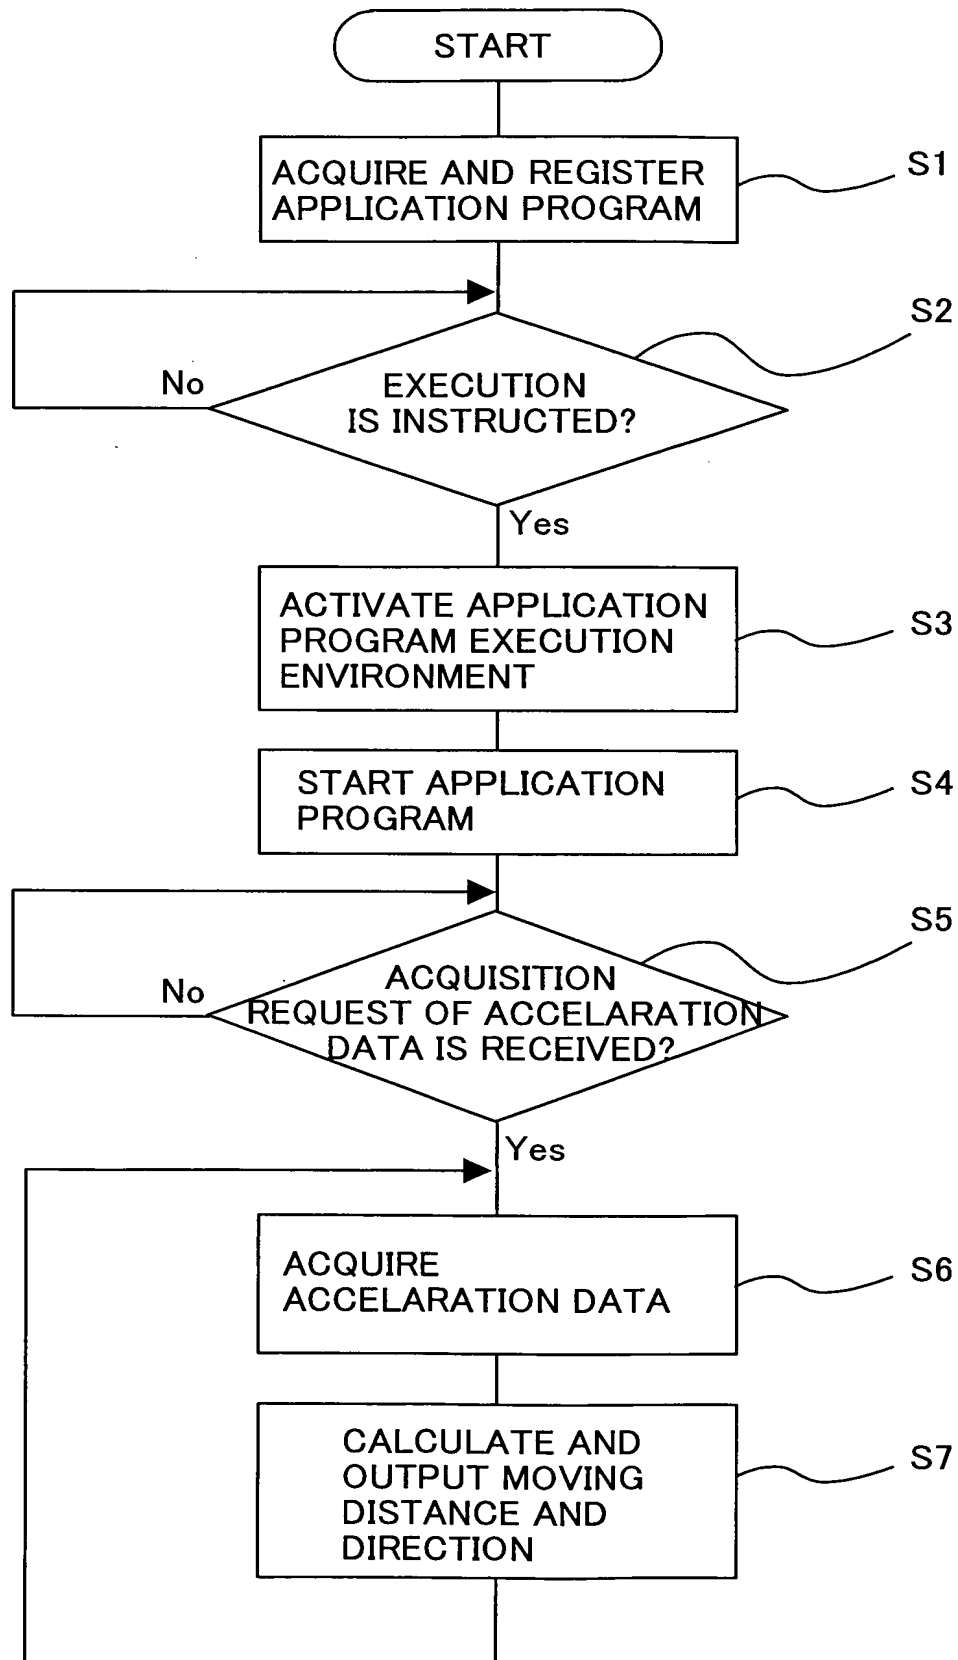 START
ACQUIRE AND REGISTER
APPLICATION PROGRAM
S1
S2
No
EXECUTION
IS INSTRUCTED?
Yes
ACTIVATE APPLICATION
PROGRAM EXECUTION
ENVIRONMENT
S3
START APPLICATION
PROGRAM
S4
S5
No
ACQUISITION
REQUEST OF ACCELARATION
DATA IS RECEIVED?
Yes
ACQUIRE
ACCELARATION DATA
S6
CALCULATE AND
OUTPUT MOVING
DISTANCE AND
DIRECTION
S7